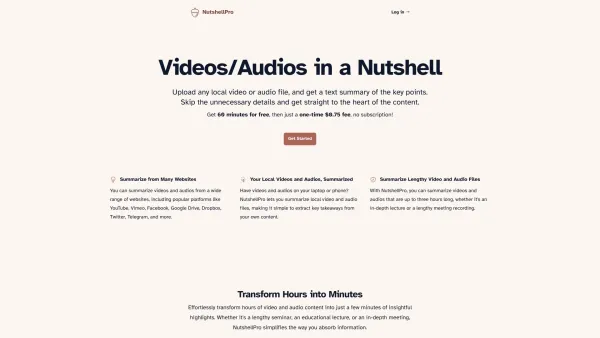 NutshellPro
Log in →
Videos/Audios in a Nutshell
Upload any local video or audio file, and get a text summary of the key points.
Skip the unnecessary details and get straight to the heart of the content.
Get 60 minutes for free, then just a one-time $0.75 fee, no subscription!
Get Started
Summarize from Many Websites
You can summarize videos and audios from a wide
range of websites, including popular platforms like
YouTube, Vimeo, Facebook, Google Drive, Dropbox,
Twitter, Telegram, and more.
Your Local Videos and Audios, Summarized
Have videos and audios on your laptop or phone?
NutshellPro lets you summarize local video and audio
files, making it simple to extract key takeaways from
your own content.
Summarize Lengthy Video and Audio Files
With NutshellPro, you can summarize videos and
audios that are up to three hours long, whether it's an
in-depth lecture or a lengthy meeting recording.
Transform Hours into Minutes
Effortlessly transform hours of video and audio content into just a few minutes of insightful
highlights. Whether it's a lengthy seminar, an educational lecture, or an in-depth meeting,
NutshellPro simplifies the way you absorb information.